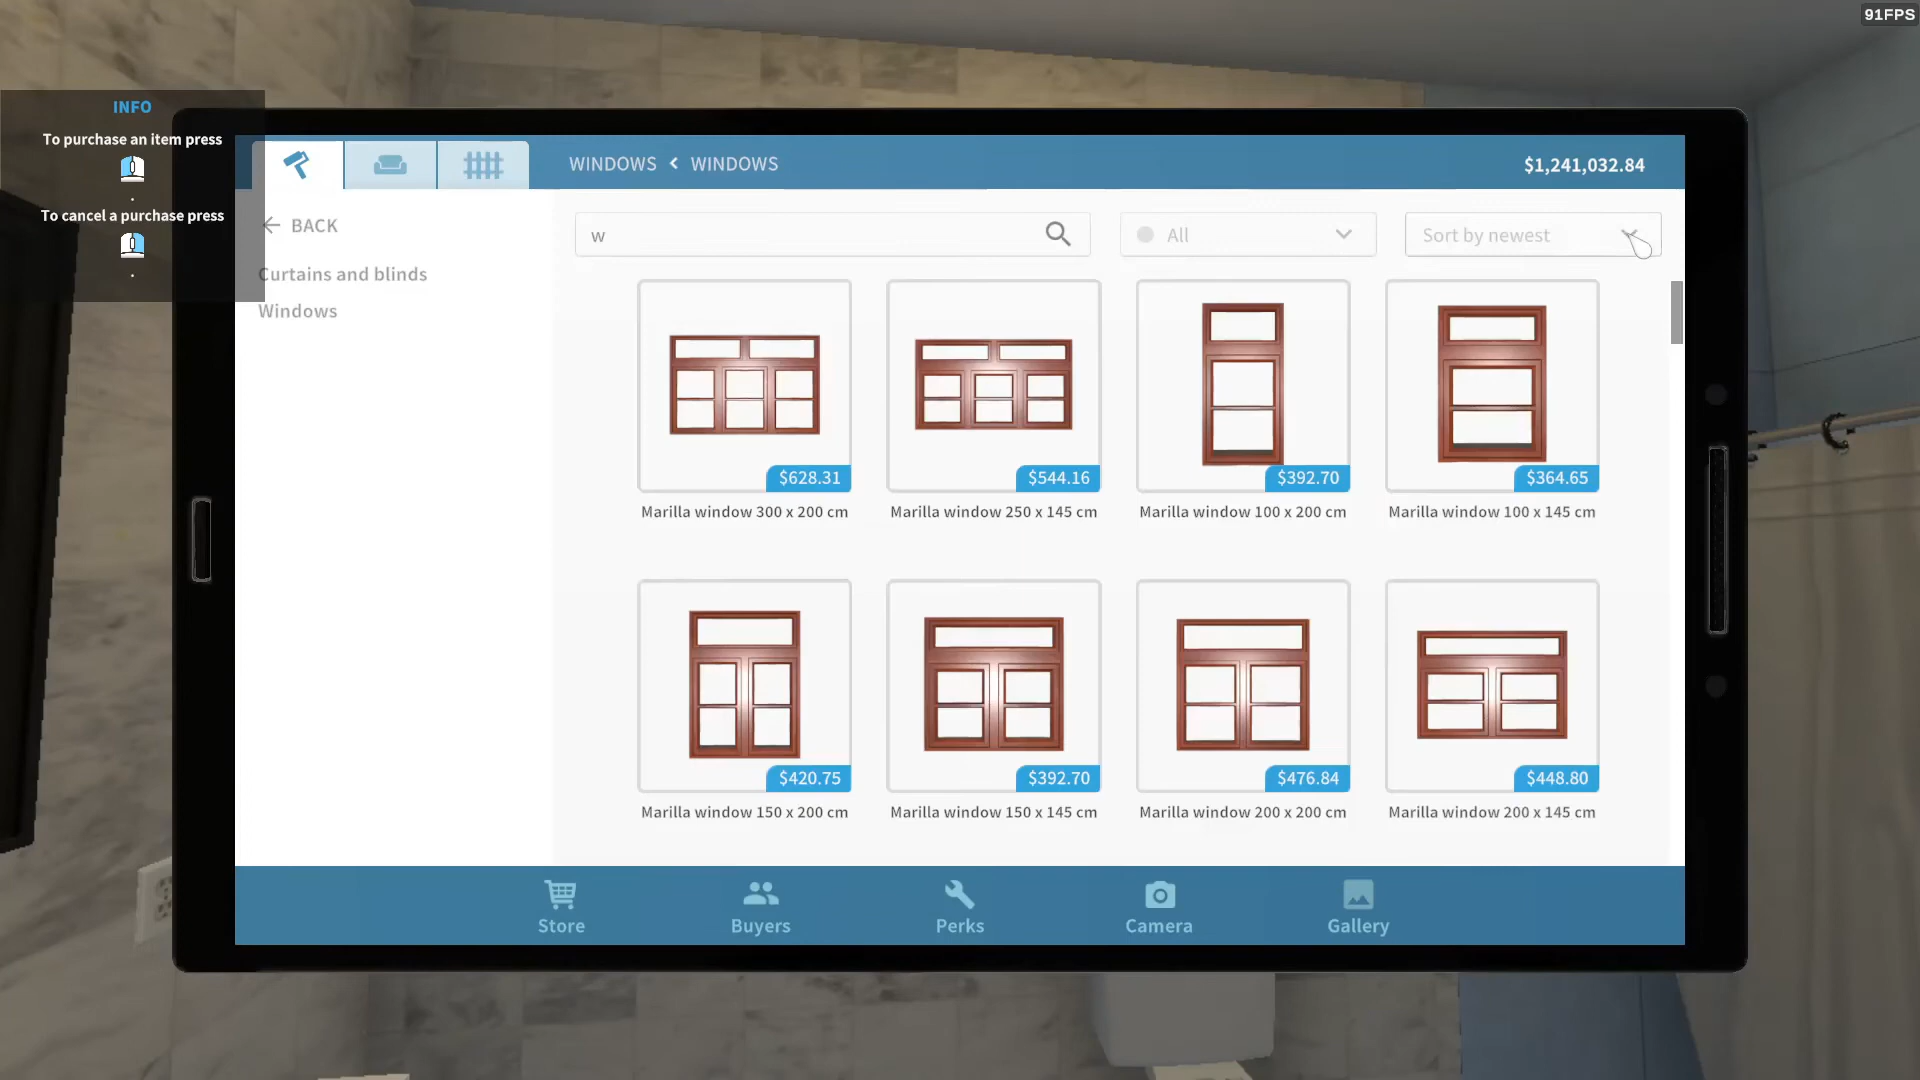 91FPS
INFO
To purchase an item press
.
To cancel a purchase press
.
WINDOWS < WINDOWS
$1,241,032.84
BACK
Curtains and blinds
Windows
w
All
Sort by newest
$628.31
$544.16
$392.70
$364.65
Marilla window 300 x 200 cm
Marilla window 250 x 145 cm
Marilla window 100 x 200 cm
Marilla window 100 x 145 cm
$420.75
$392.70
$476.84
$448.80
Marilla window 150 x 200 cm
Marilla window 150 x 145 cm
Marilla window 200 x 200 cm
Marilla window 200 x 145 cm
Store
Buyers
Perks
Camera
Gallery